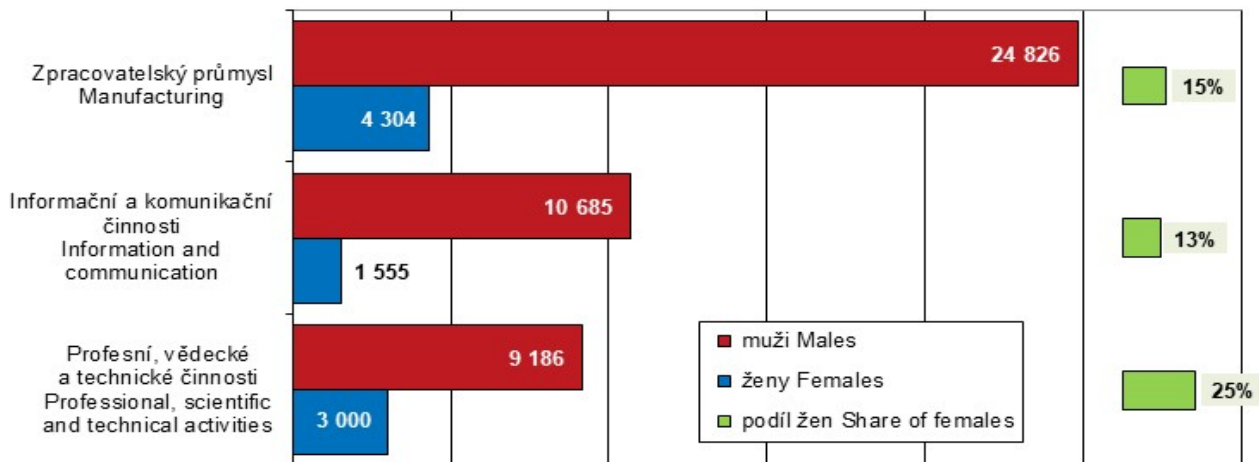 Zpracovatelský průmysl
Manufacturing
24 826
4 304
15%
Informační a komunikační
činnosti
Information and
communication
10 685
1 555
13%
Profesní, vědecké
a technické činnosti
Professional, scientific
and technical activities
9 186
3 000
25%
muži Males
ženy Females
podíl žen Share of females